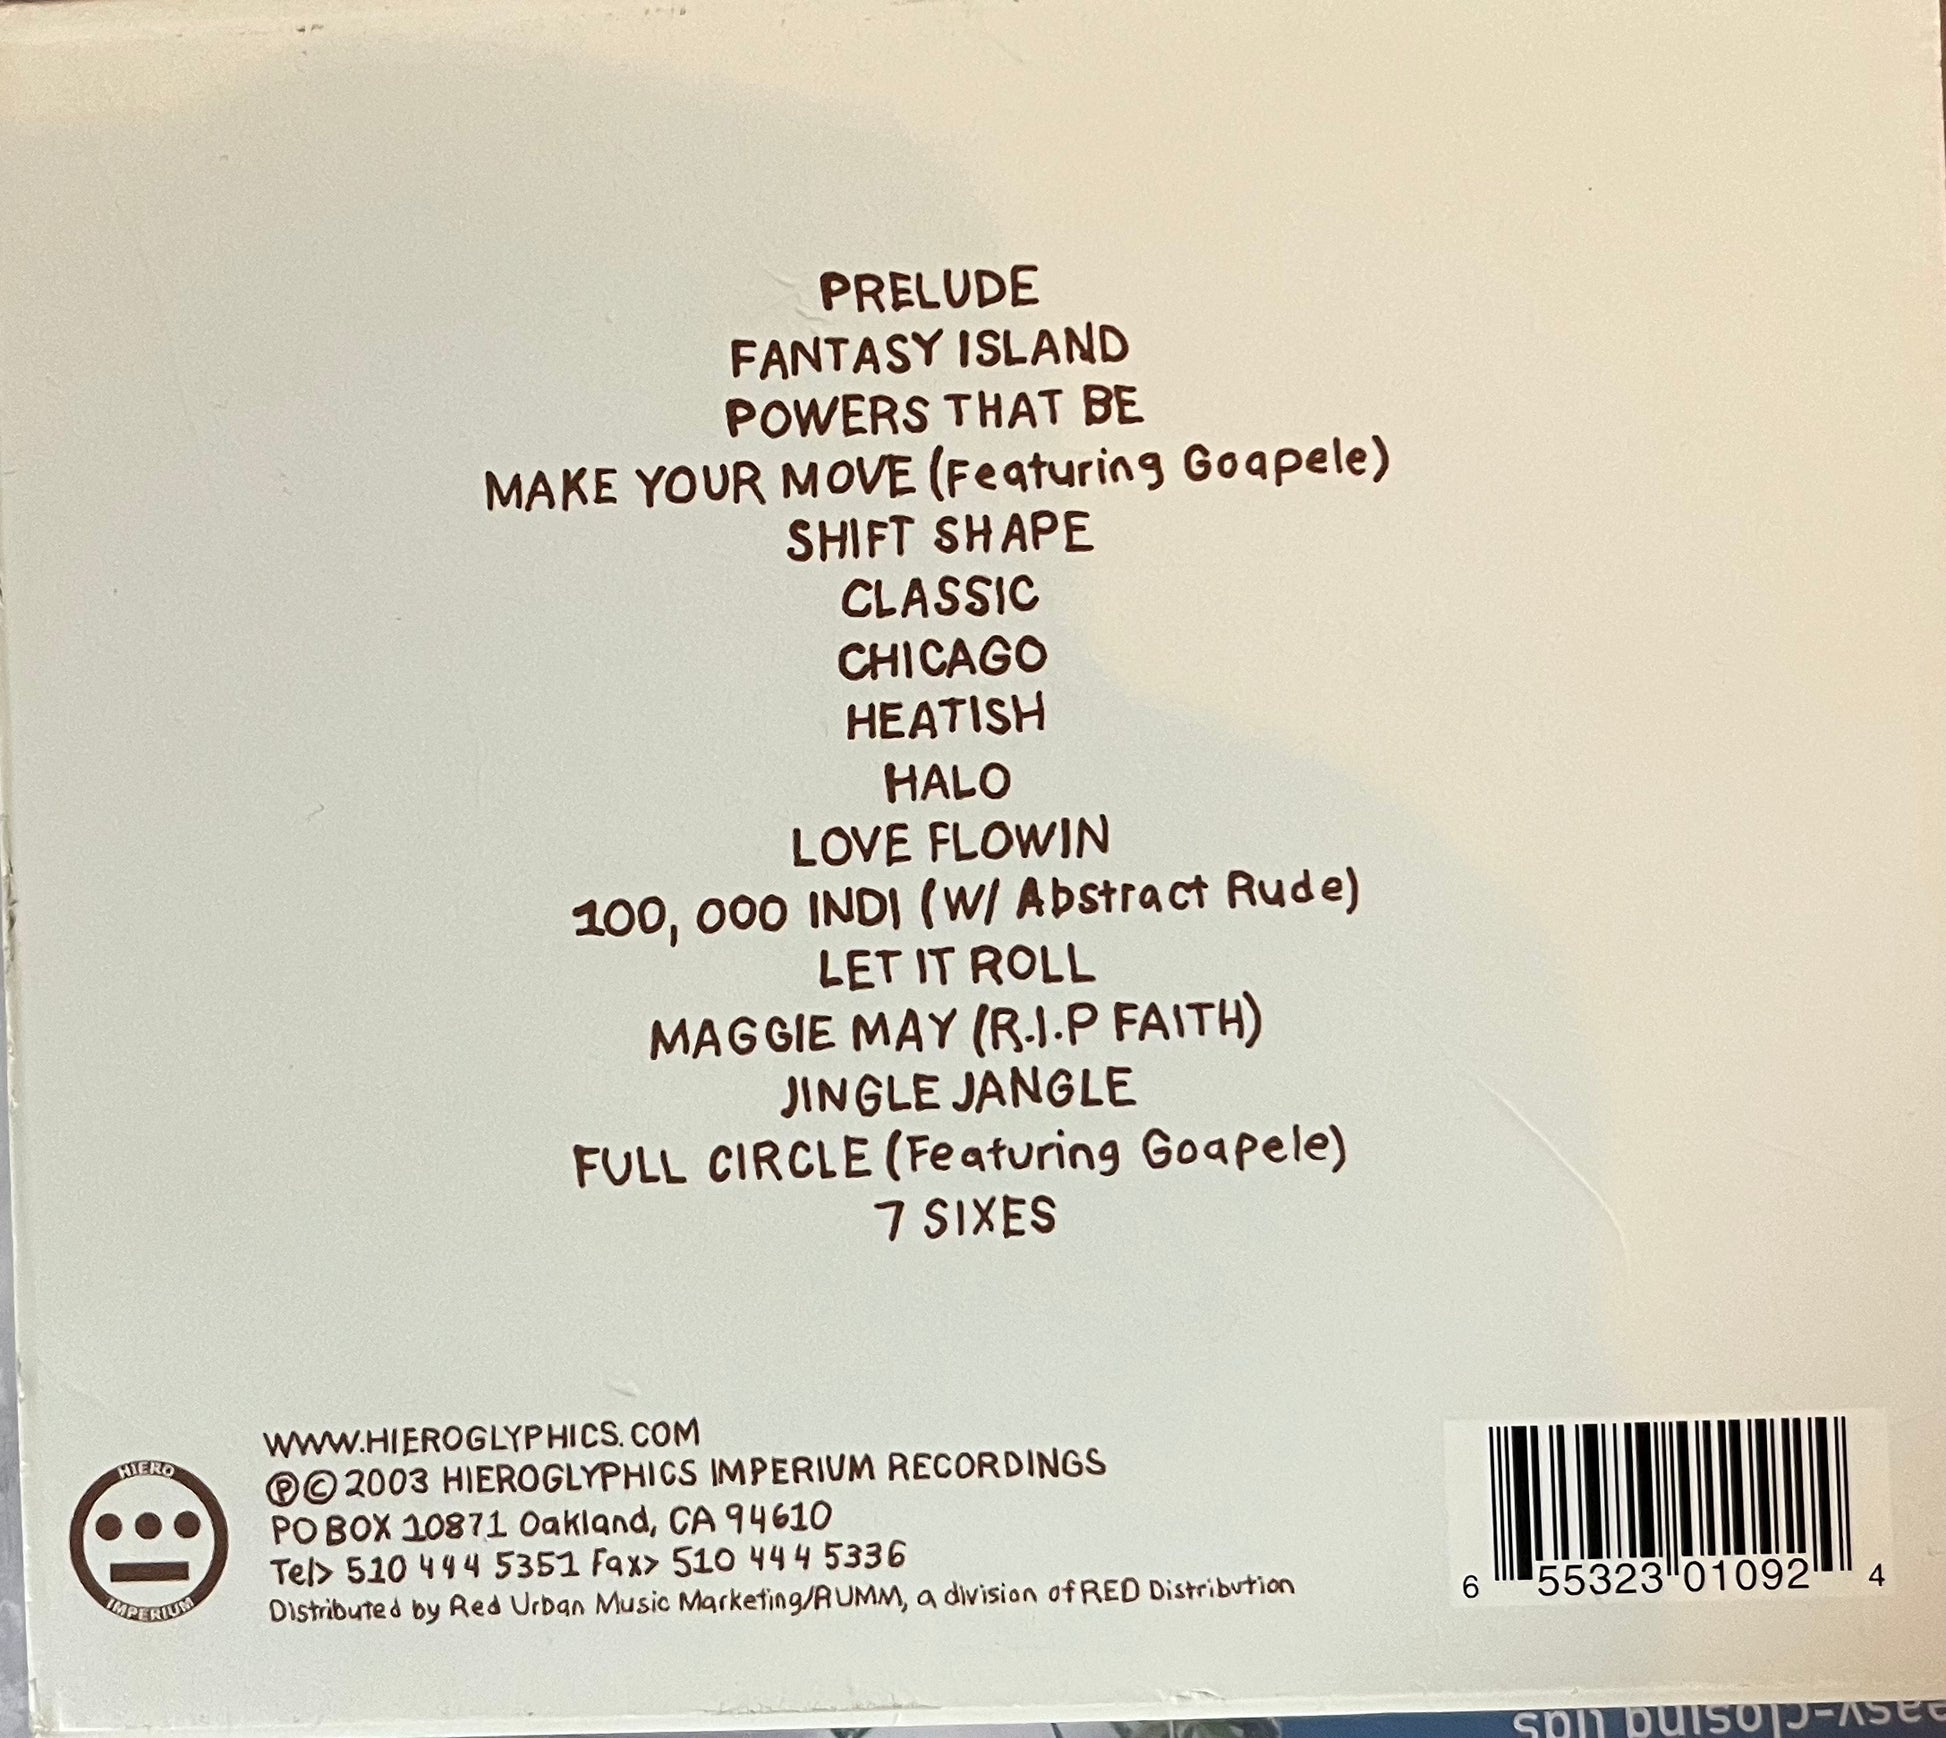 PRELUDE
FANTASY ISLAND
POWERS THAT BE
MAKE YOUR MOVE (Featuring Goapele)
SHIFT SHAPE
CLASSIC
CHICAGO
HEATISH
HALO
LOVE FLOWIN
100,000 INDI (W/ Abstract Rude)
LET IT ROLL
MAGGIE MAY (R.I.P FAITH)
JINGLE JANGLE
FULL CIRCLE (Featuring Goapele)
7 SIXES
WWW.HIEROGLYPHICS.COM
℗© 2003 HIEROGLYPHICS IMPERIUM RECORDINGS
PO BOX 10871 Oakland, CA 94610
Tel> 510 444 5351 Fax> 510 444 5336
Distributed by Red Urban Music Marketing/RUMM, a division of RED Distribution
HIERO
IMPERIUM
6 55323 01092 4
easy-closing lids